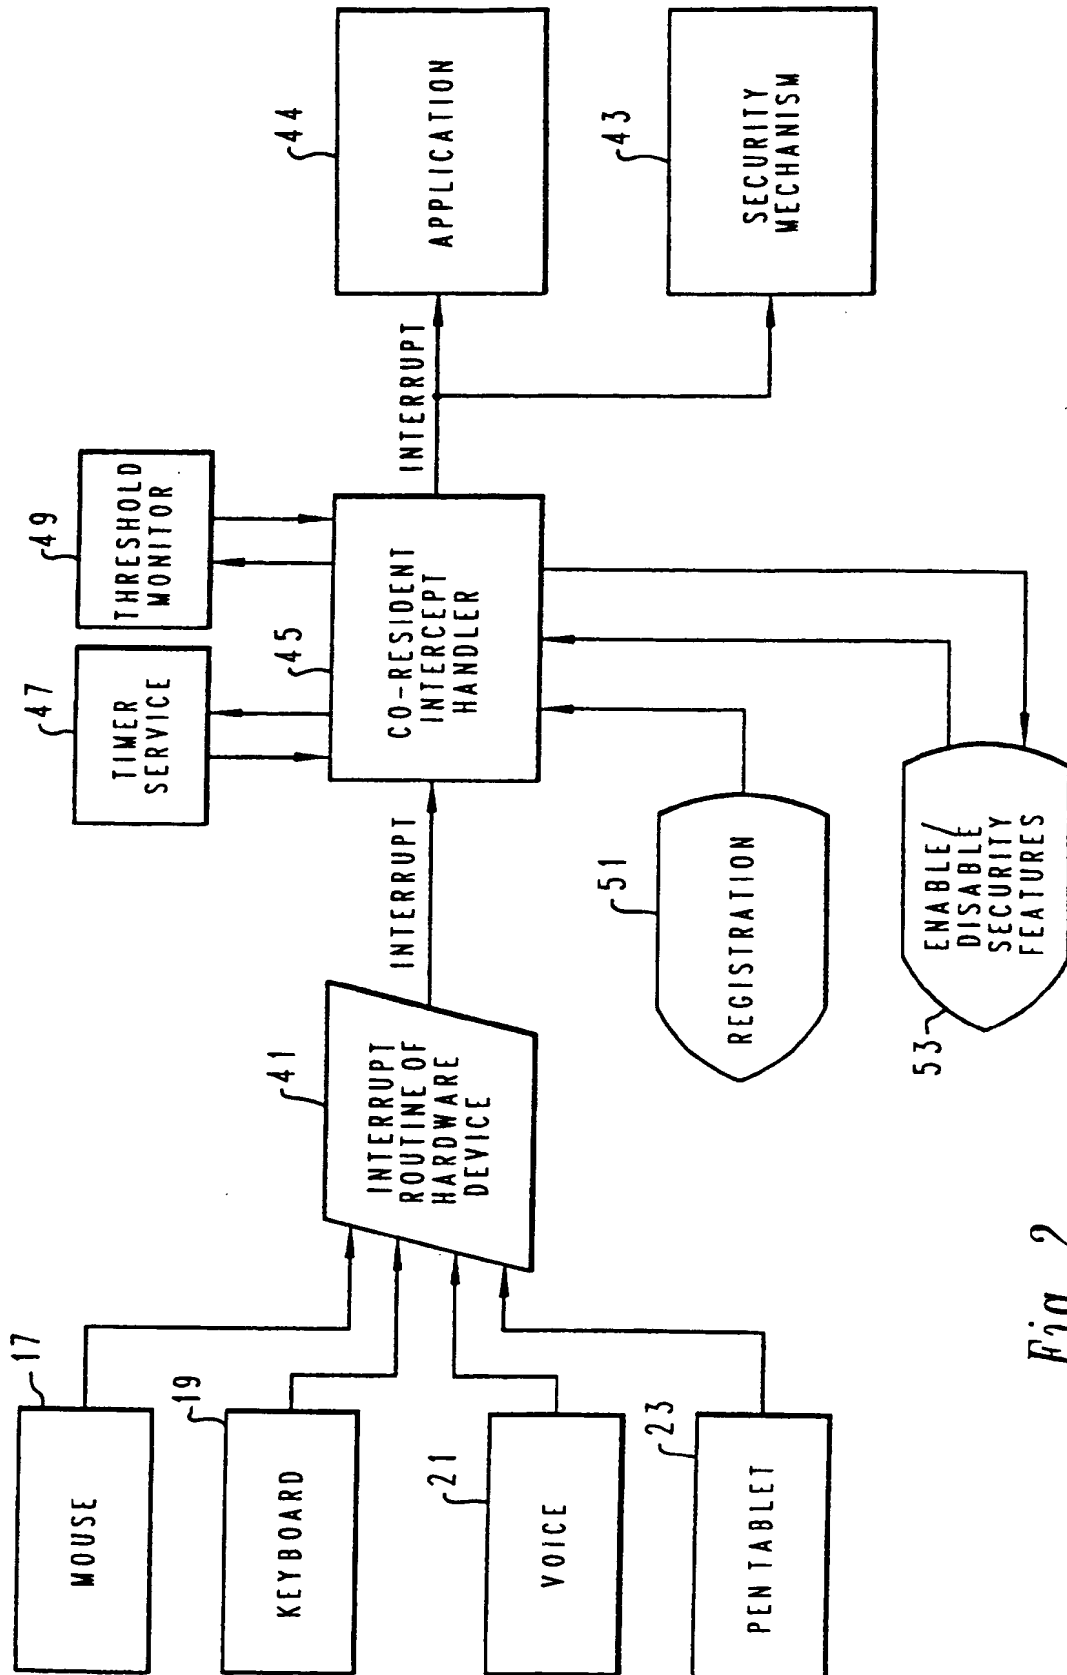 17
MOUSE
19
KEYBOARD
21
VOICE
23
PEN TABLET
41
INTERRUPT
ROUTINE OF
HARDWARE
DEVICE
INTERRUPT
47
TIMER
SERVICE
49
THRESHOLD
MONITOR
45
CO-RESIDENT
INTERCEPT
HANDLER
51
REGISTRATION
53
ENABLE/
DISABLE
SECURITY
FEATURES
INTERRUPT
44
APPLICATION
43
SECURITY
MECHANISM
Fig. 2